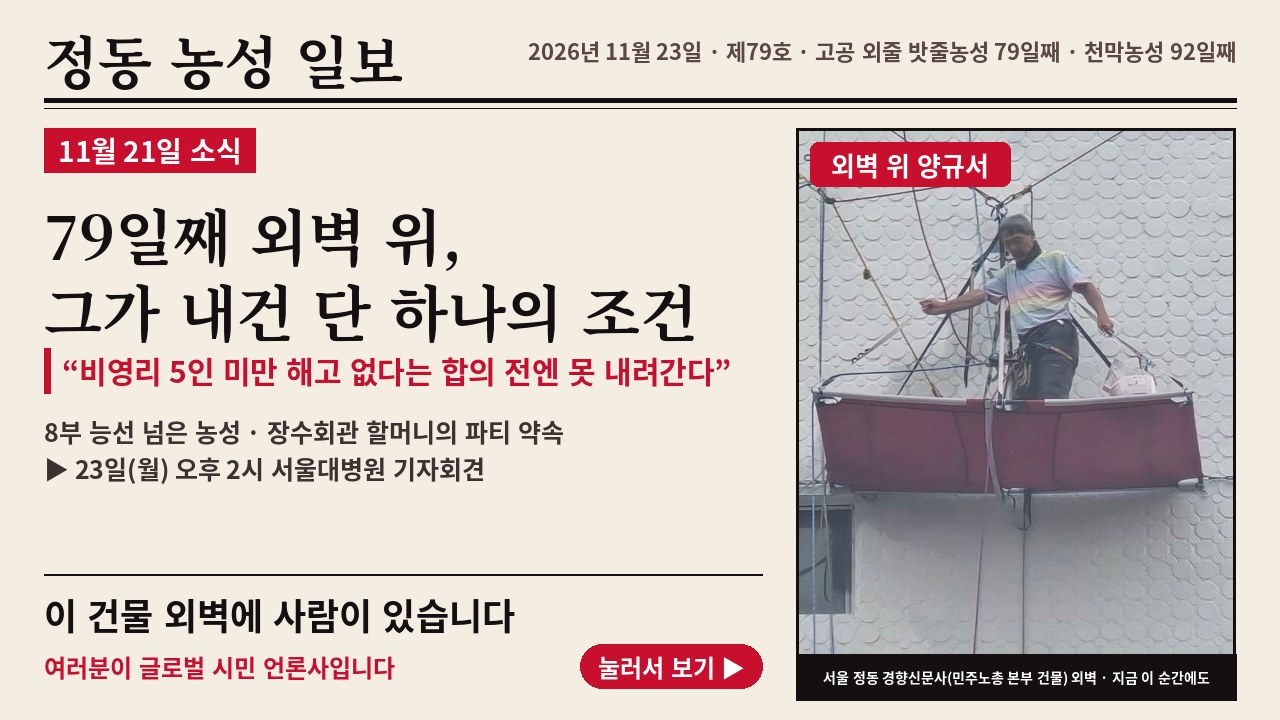 정동 농성 일보
2026년 11월 23일 · 제79호 · 고공 외줄 밧줄농성 79일째 · 천막농성 92일째
11월 21일 소식
79일째 외벽 위,
그가 내건 단 하나의 조건
“비영리 5인 미만 해고 없다는 합의 전엔 못 내려간다”
8부 능선 넘은 농성 · 장수회관 할머니의 파티 약속
▶ 23일(월) 오후 2시 서울대병원 기자회견
이 건물 외벽에 사람이 있습니다
여러분이 글로벌 시민 언론사입니다
눌러서 보기 ▶
외벽 위 양규서
서울 정동 경향신문사(민주노총 본부 건물) 외벽 · 지금 이 순간에도